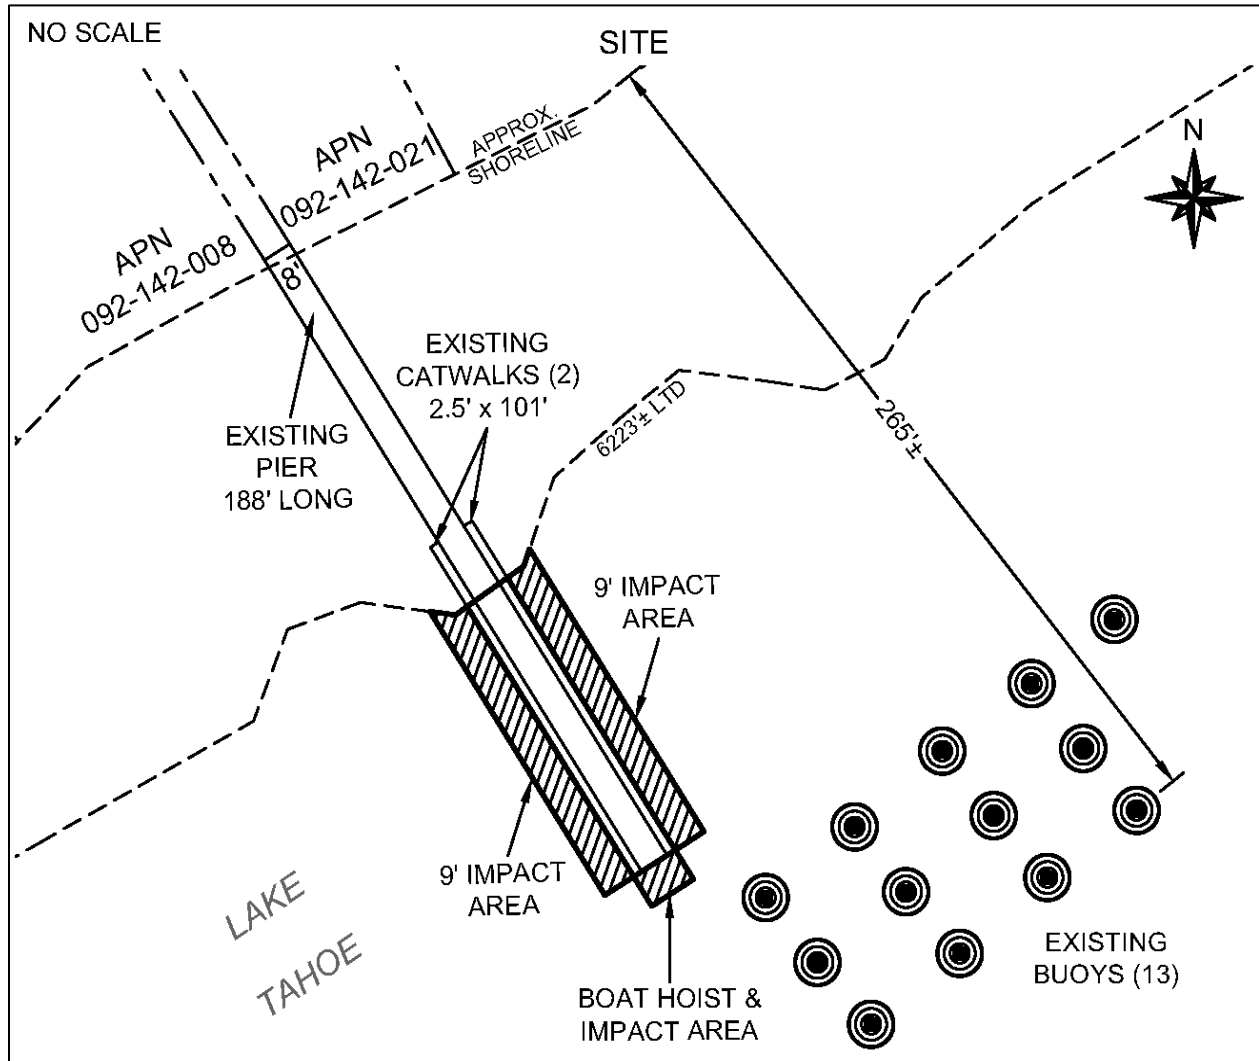 NO SCALE
SITE
N
APPROX.
SHORELINE
APN
092-142-021
APN
092-142-008
8'
EXISTING
CATWALKS (2)
2.5' x 101'
EXISTING
PIER
188' LONG
6223'± LTD
265'±
9' IMPACT
AREA
9' IMPACT
AREA
LAKE
TAHOE
BOAT HOIST &
IMPACT AREA
EXISTING
BUOYS (13)